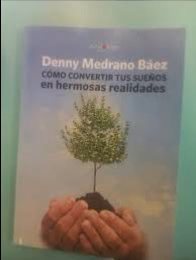 Denny Medrano Báez
CÓMO CONVERTIR TUS SUEÑOS
en hermosas realidades